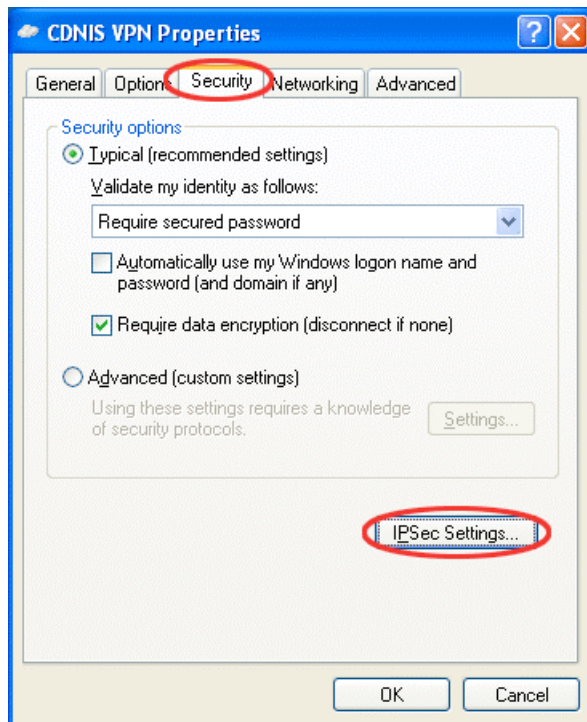 CDNIS VPN Properties
General Options Security Networking Advanced
Security options
Typical (recommended settings)
Validate my identity as follows:
Require secured password
Automatically use my Windows logon name and
password (and domain if any)
Require data encryption (disconnect if none)
Advanced (custom settings)
Using these settings requires a knowledge
of security protocols.
Settings...
IPSec Settings...
OK Cancel